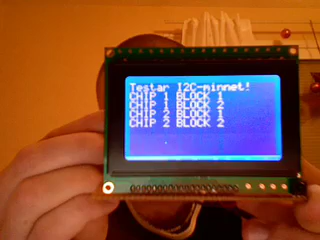 Testar I2C-minnet!
CHIP 1 BLOCK 1
CHIP 1 BLOCK 2
CHIP 2 BLOCK 1
CHIP 2 BLOCK 2